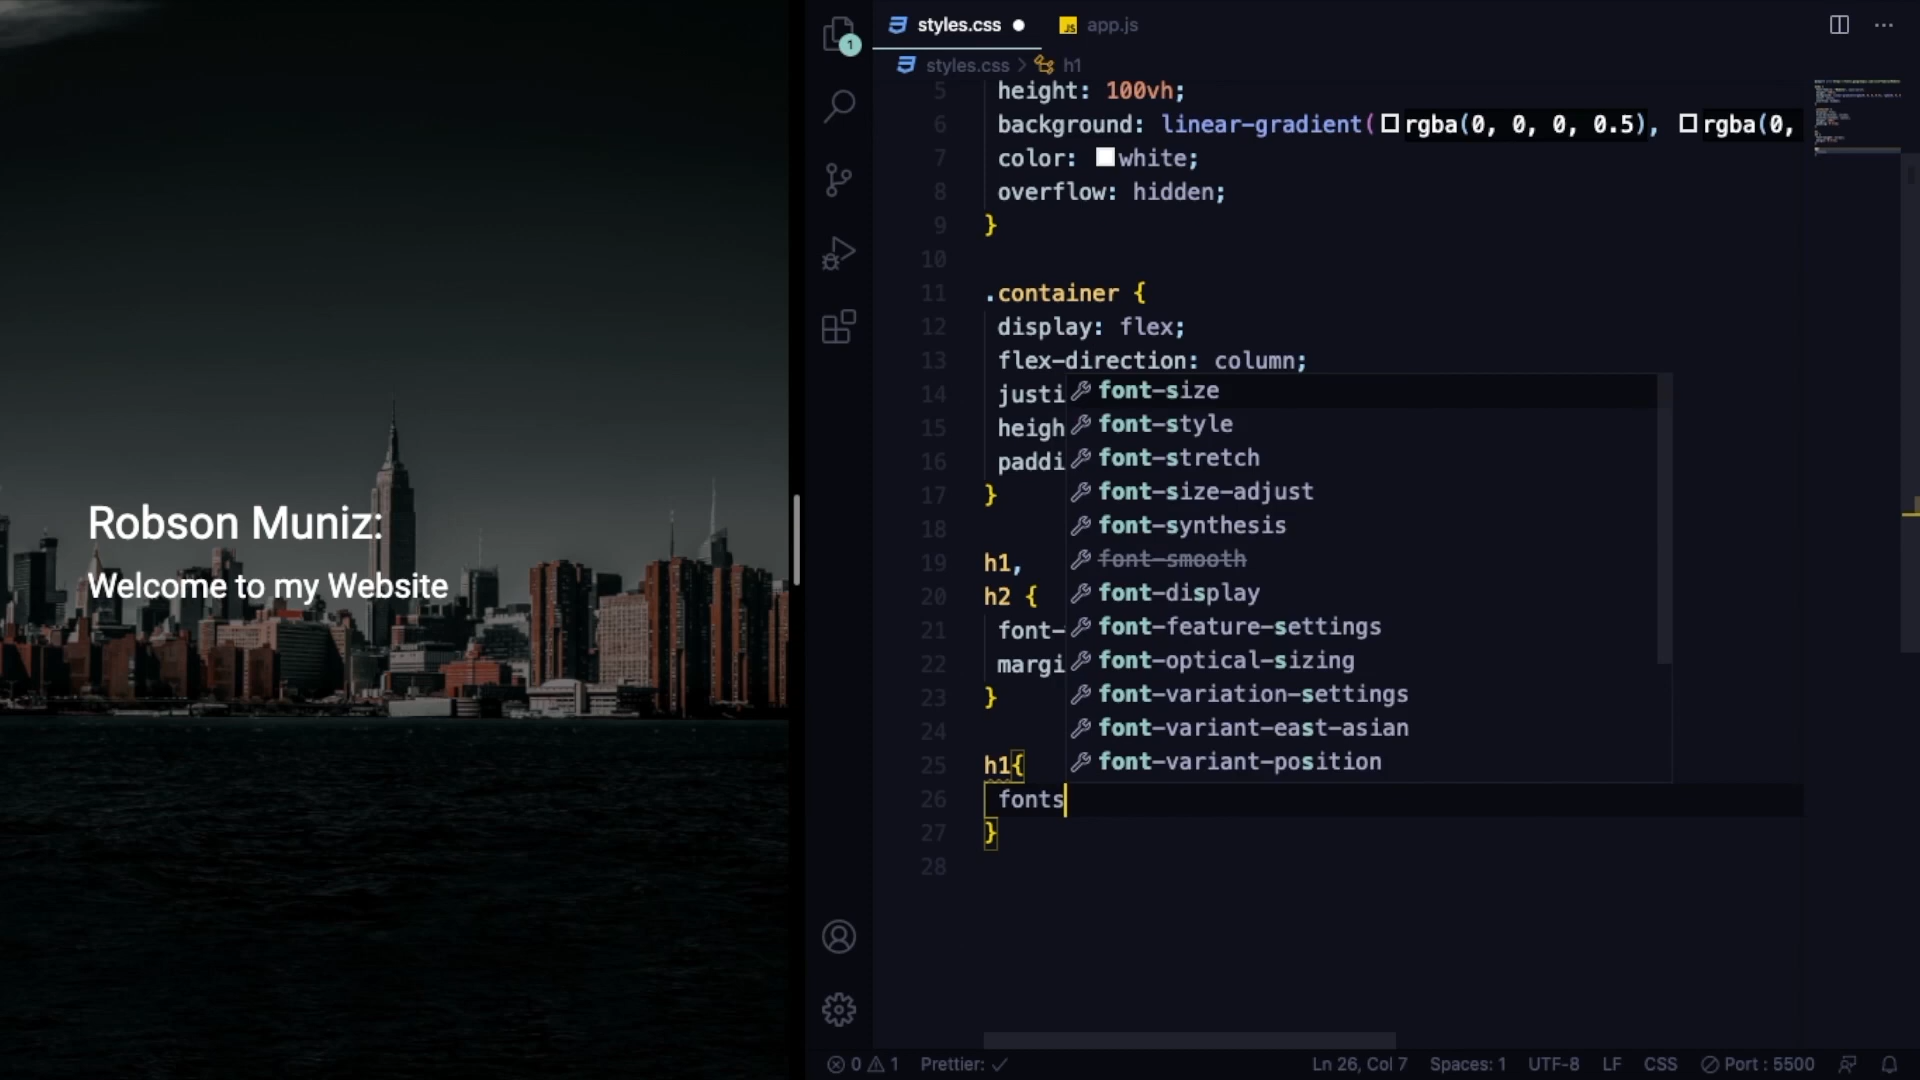 Robson Muniz:
Welcome to my Website
1
styles.css
JS app.js
styles.css > h1
5 height: 100vh;
6 background: linear-gradient(rgba(0, 0, 0, 0.5), rgba(0,
7 color: white;
8 overflow: hidden;
9 }
10
11 .container {
12 display: flex;
13 flex-direction: column;
14 justi
15 heigh
16 paddi
17 }
18
19 h1,
20 h2 {
21 font-
22 margi
23 }
24
25 h1{
26 fonts
27 }
28
font-size
font-style
font-stretch
font-size-adjust
font-synthesis
font-smooth
font-display
font-feature-settings
font-optical-sizing
font-variation-settings
font-variant-east-asian
font-variant-position
0 1 Prettier: ✓ Ln 26, Col 7 Spaces: 1 UTF-8 LF CSS Port : 5500